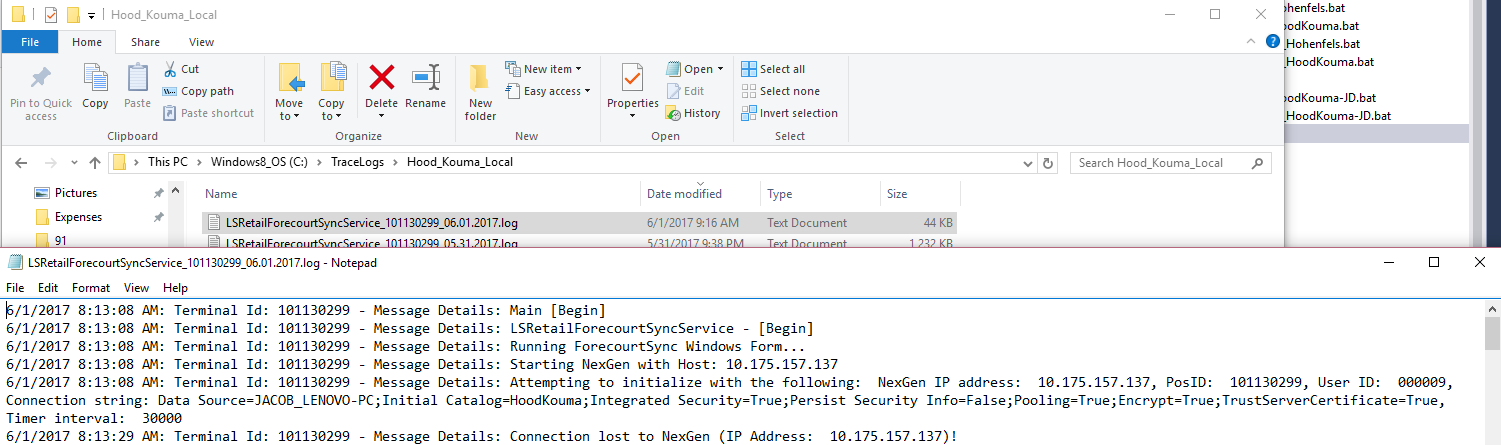 Hood_Kouma_Local
File Home Share View
Pin to Quick access
Copy
Paste
Cut
Copy path
Paste shortcut
Clipboard
Move to
Copy to
Delete
Rename
Organize
New folder
New item
Easy access
New
Properties
Open
Edit
History
Open
Select all
Select none
Invert selection
Select
This PC > Windows8_OS (C:) > TraceLogs > Hood_Kouma_Local
Search Hood_Kouma_Local
Pictures
Expenses
91
Name Date modified Type Size
LSRetailForecourtSyncService_101130299_06.01.2017.log 6/1/2017 9:16 AM Text Document 44 KB
LSRetailForecourtSyncService_101130299_05.31.2017.log 5/31/2017 9:38 PM Text Document 1,232 KB
ohenfels.bat
oodKouma.bat
_Hohenfels.bat
_HoodKouma.bat
oodKouma-JD.bat
_HoodKouma-JD.bat
LSRetailForecourtSyncService_101130299_06.01.2017.log - Notepad
File Edit Format View Help
6/1/2017 8:13:08 AM: Terminal Id: 101130299 - Message Details: Main [Begin]
6/1/2017 8:13:08 AM: Terminal Id: 101130299 - Message Details: LSRetailForecourtSyncService - [Begin]
6/1/2017 8:13:08 AM: Terminal Id: 101130299 - Message Details: Running ForecourtSync Windows Form...
6/1/2017 8:13:08 AM: Terminal Id: 101130299 - Message Details: Starting NexGen with Host: 10.175.157.137
6/1/2017 8:13:08 AM: Terminal Id: 101130299 - Message Details: Attempting to initialize with the following:  NexGen IP address:  10.175.157.137, PosID:  101130299, User ID:  000009,
Connection string: Data Source=JACOB_LENOVO-PC;Initial Catalog=HoodKouma;Integrated Security=True;Persist Security Info=False;Pooling=True;Encrypt=True;TrustServerCertificate=True,
Timer interval:  30000
6/1/2017 8:13:29 AM: Terminal Id: 101130299 - Message Details: Connection lost to NexGen (IP Address:  10.175.157.137)!